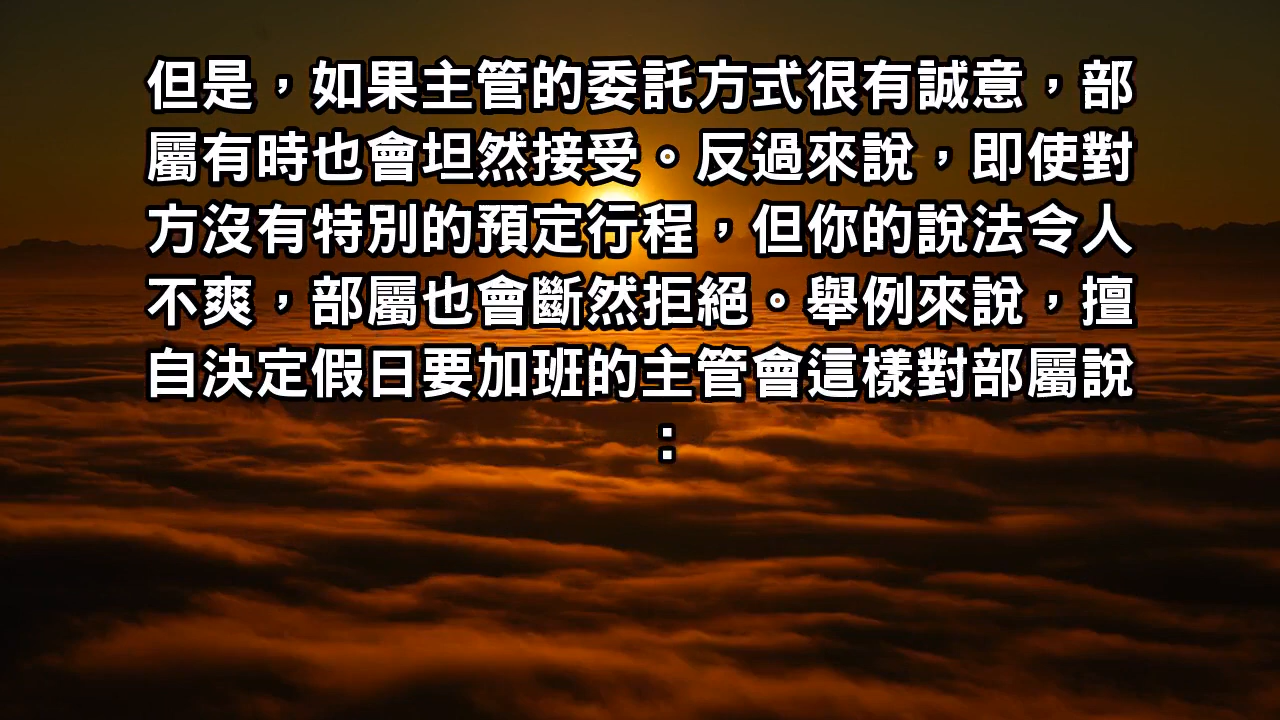 但是，如果主管的委託方式很有誠意，部
屬有時也會坦然接受。反過來說，即使對
方沒有特別的預定行程，但你的說法令人
不爽，部屬也會斷然拒絕。舉例來說，擅
自決定假日要加班的主管會這樣對部屬說
：